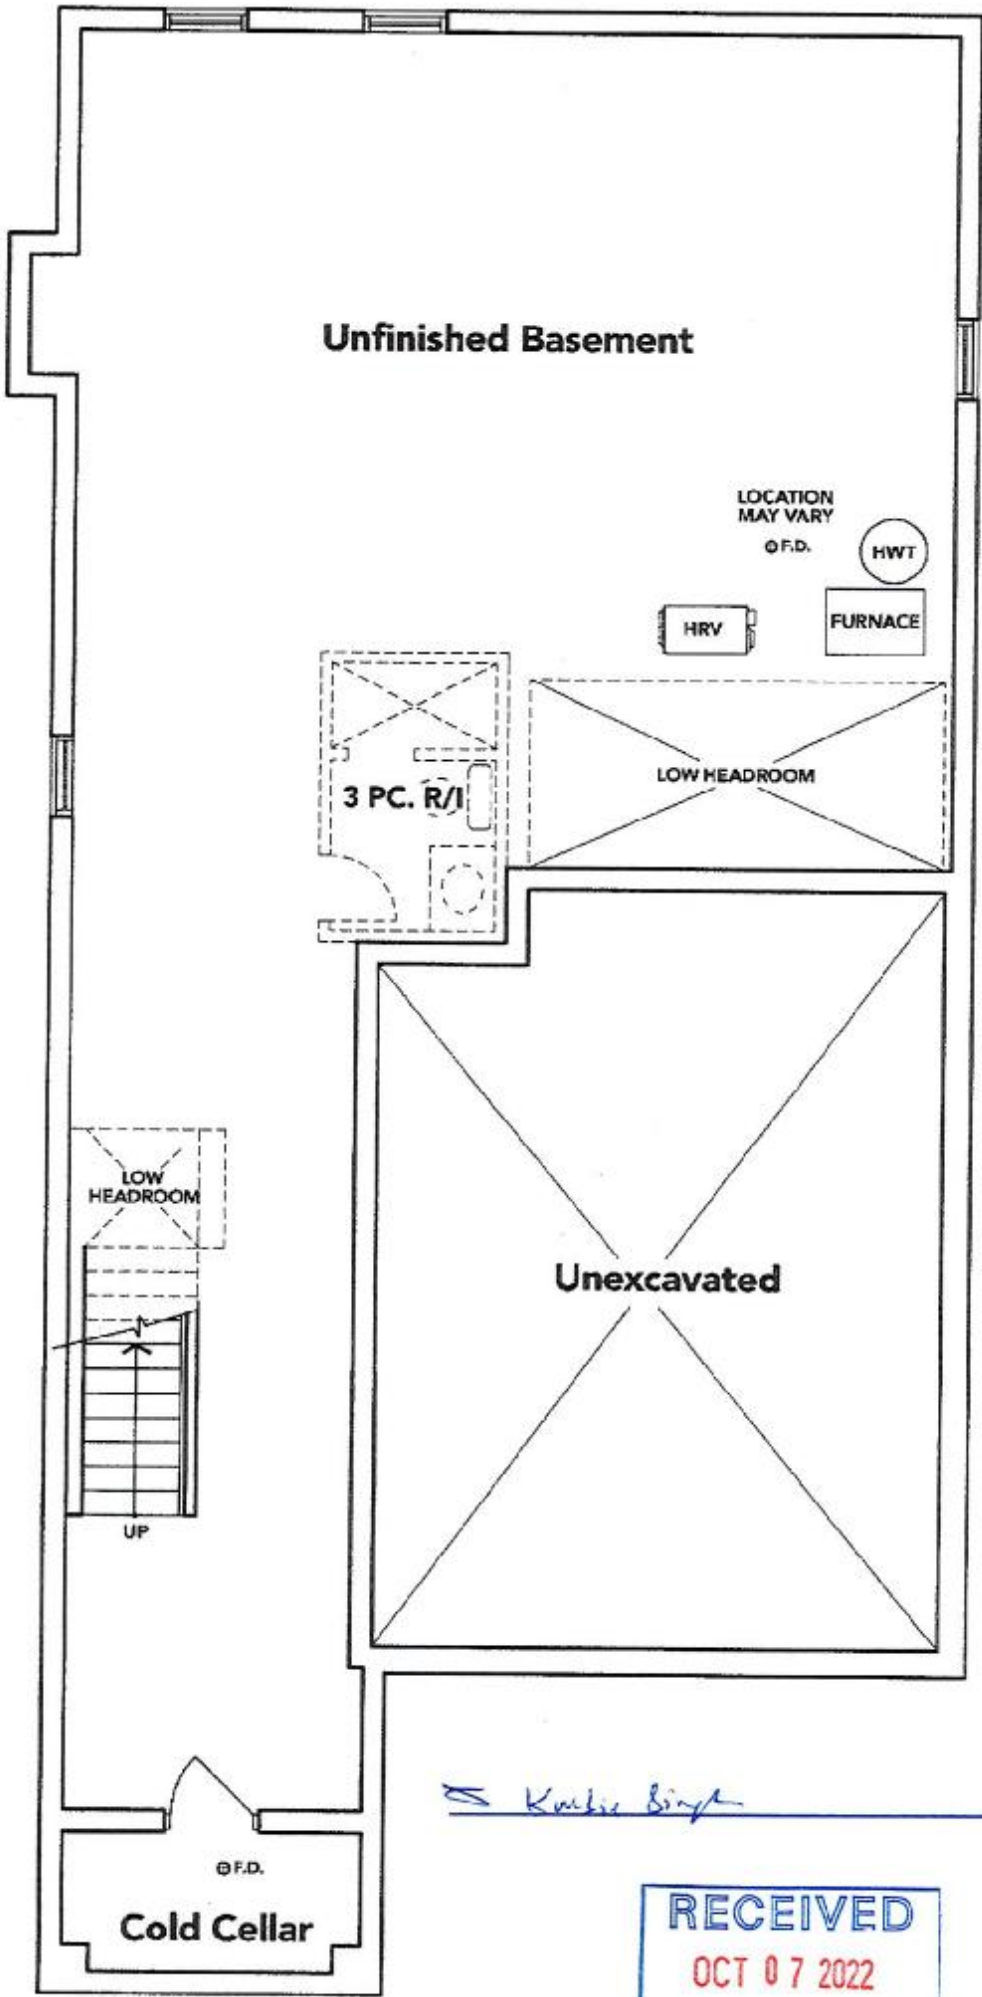 Unfinished Basement
LOCATION
MAY VARY
F.D.
HWT
HRV
FURNACE
LOW HEADROOM
3 PC. R/I
LOW
HEADROOM
Unexcavated
UP
F.D.
Cold Cellar
RECEIVED
OCT 07 2022